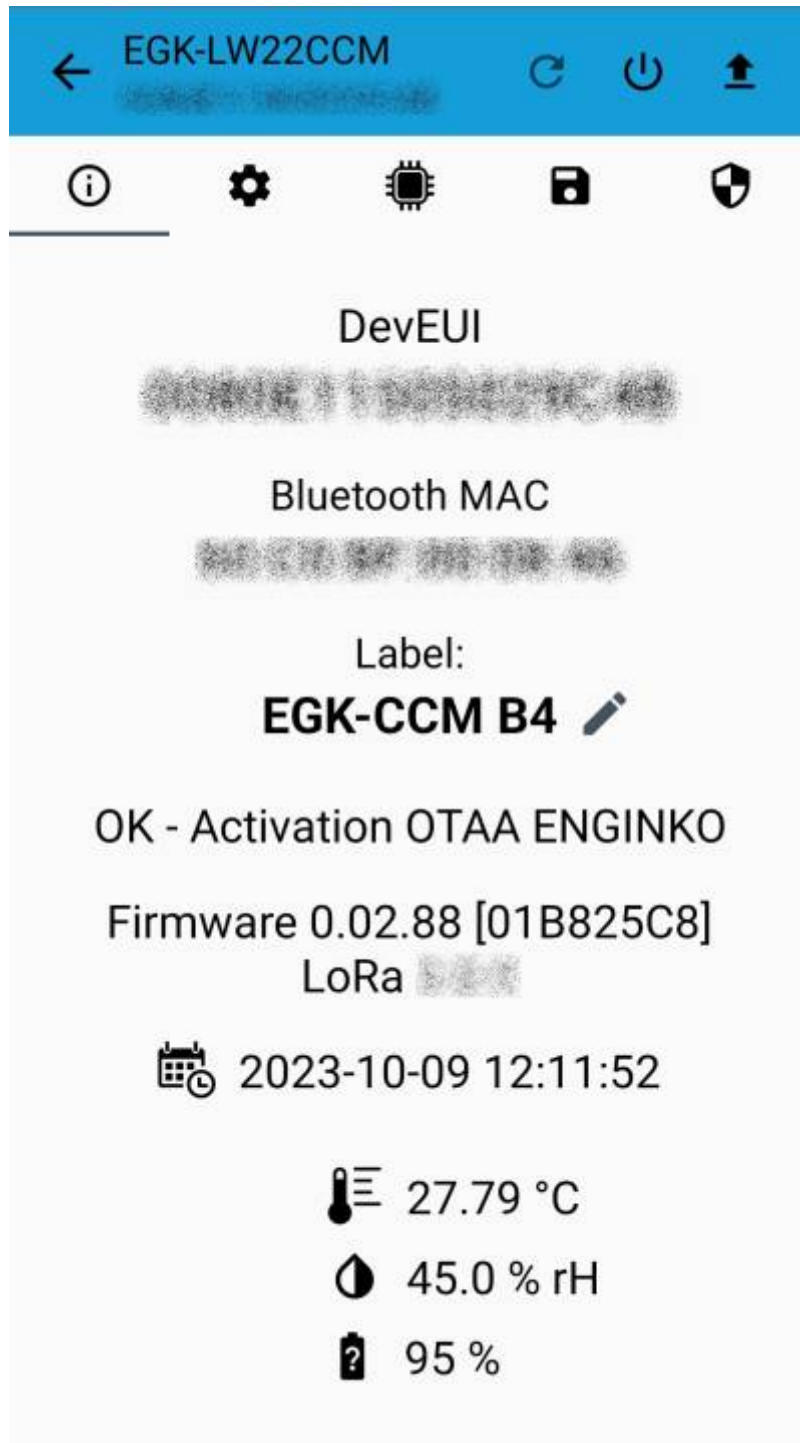 EGK-LW22CCM
DevEUI
Bluetooth MAC
Label:
EGK-CCM B4
OK - Activation OTAA ENGINKO
Firmware 0.02.88 [01B825C8]
LoRa
2023-10-09 12:11:52
27.79 °C
45.0 % rH
95 %